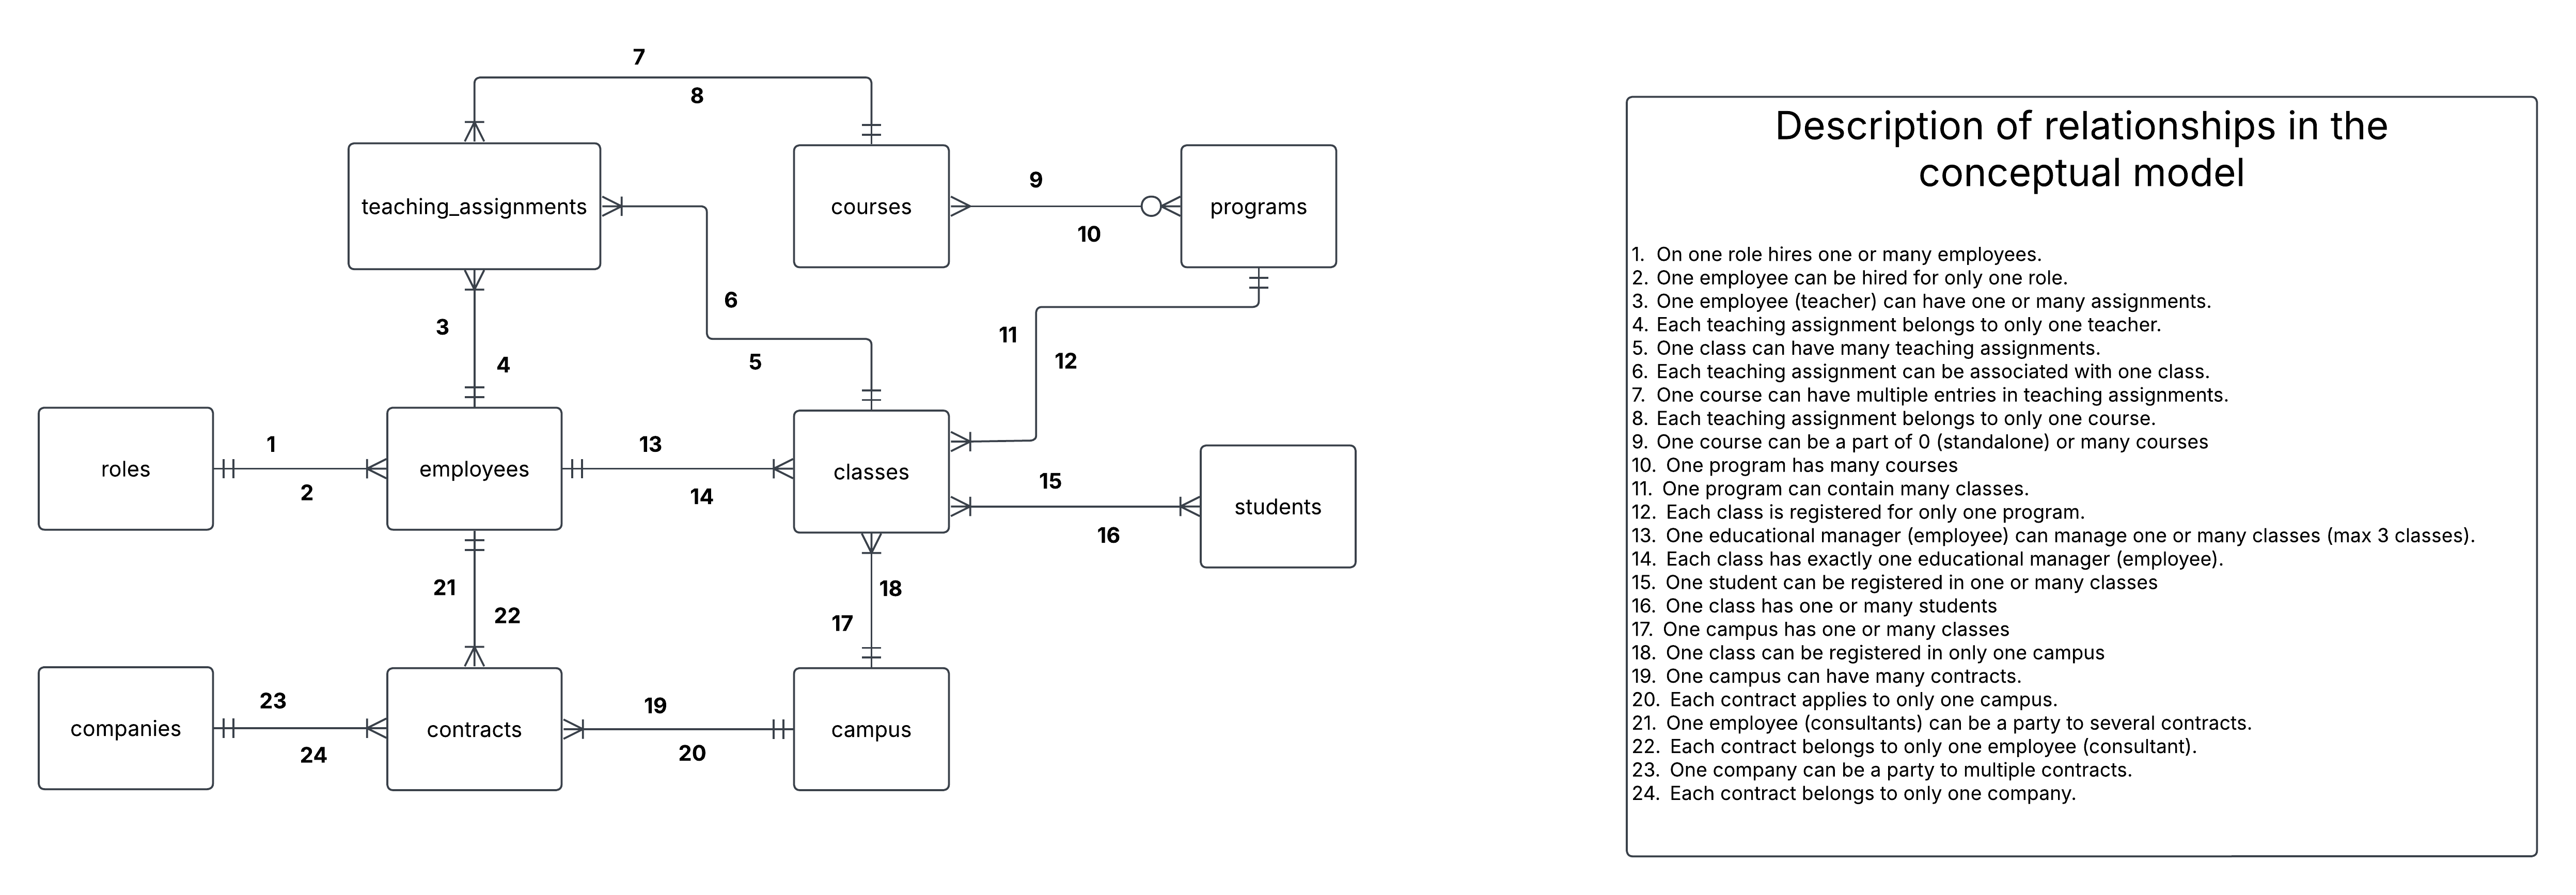 7
8
teaching_assignments
courses
9
10
programs
6
5
3
4
11
12
roles
1
2
employees
13
14
classes
15
16
students
21
22
18
17
companies
23
24
contracts
19
20
campus
Description of relationships in the
conceptual model
1. On one role hires one or many employees.
2. One employee can be hired for only one role.
3. One employee (teacher) can have one or many assignments.
4. Each teaching assignment belongs to only one teacher.
5. One class can have many teaching assignments.
6. Each teaching assignment can be associated with one class.
7. One course can have multiple entries in teaching assignments.
8. Each teaching assignment belongs to only one course.
9. One course can be a part of 0 (standalone) or many courses
10. One program has many courses
11. One program can contain many classes.
12. Each class is registered for only one program.
13. One educational manager (employee) can manage one or many classes (max 3 classes).
14. Each class has exactly one educational manager (employee).
15. One student can be registered in one or many classes
16. One class has one or many students
17. One campus has one or many classes
18. One class can be registered in only one campus
19. One campus can have many contracts.
20. Each contract applies to only one campus.
21. One employee (consultants) can be a party to several contracts.
22. Each contract belongs to only one employee (consultant).
23. One company can be a party to multiple contracts.
24. Each contract belongs to only one company.